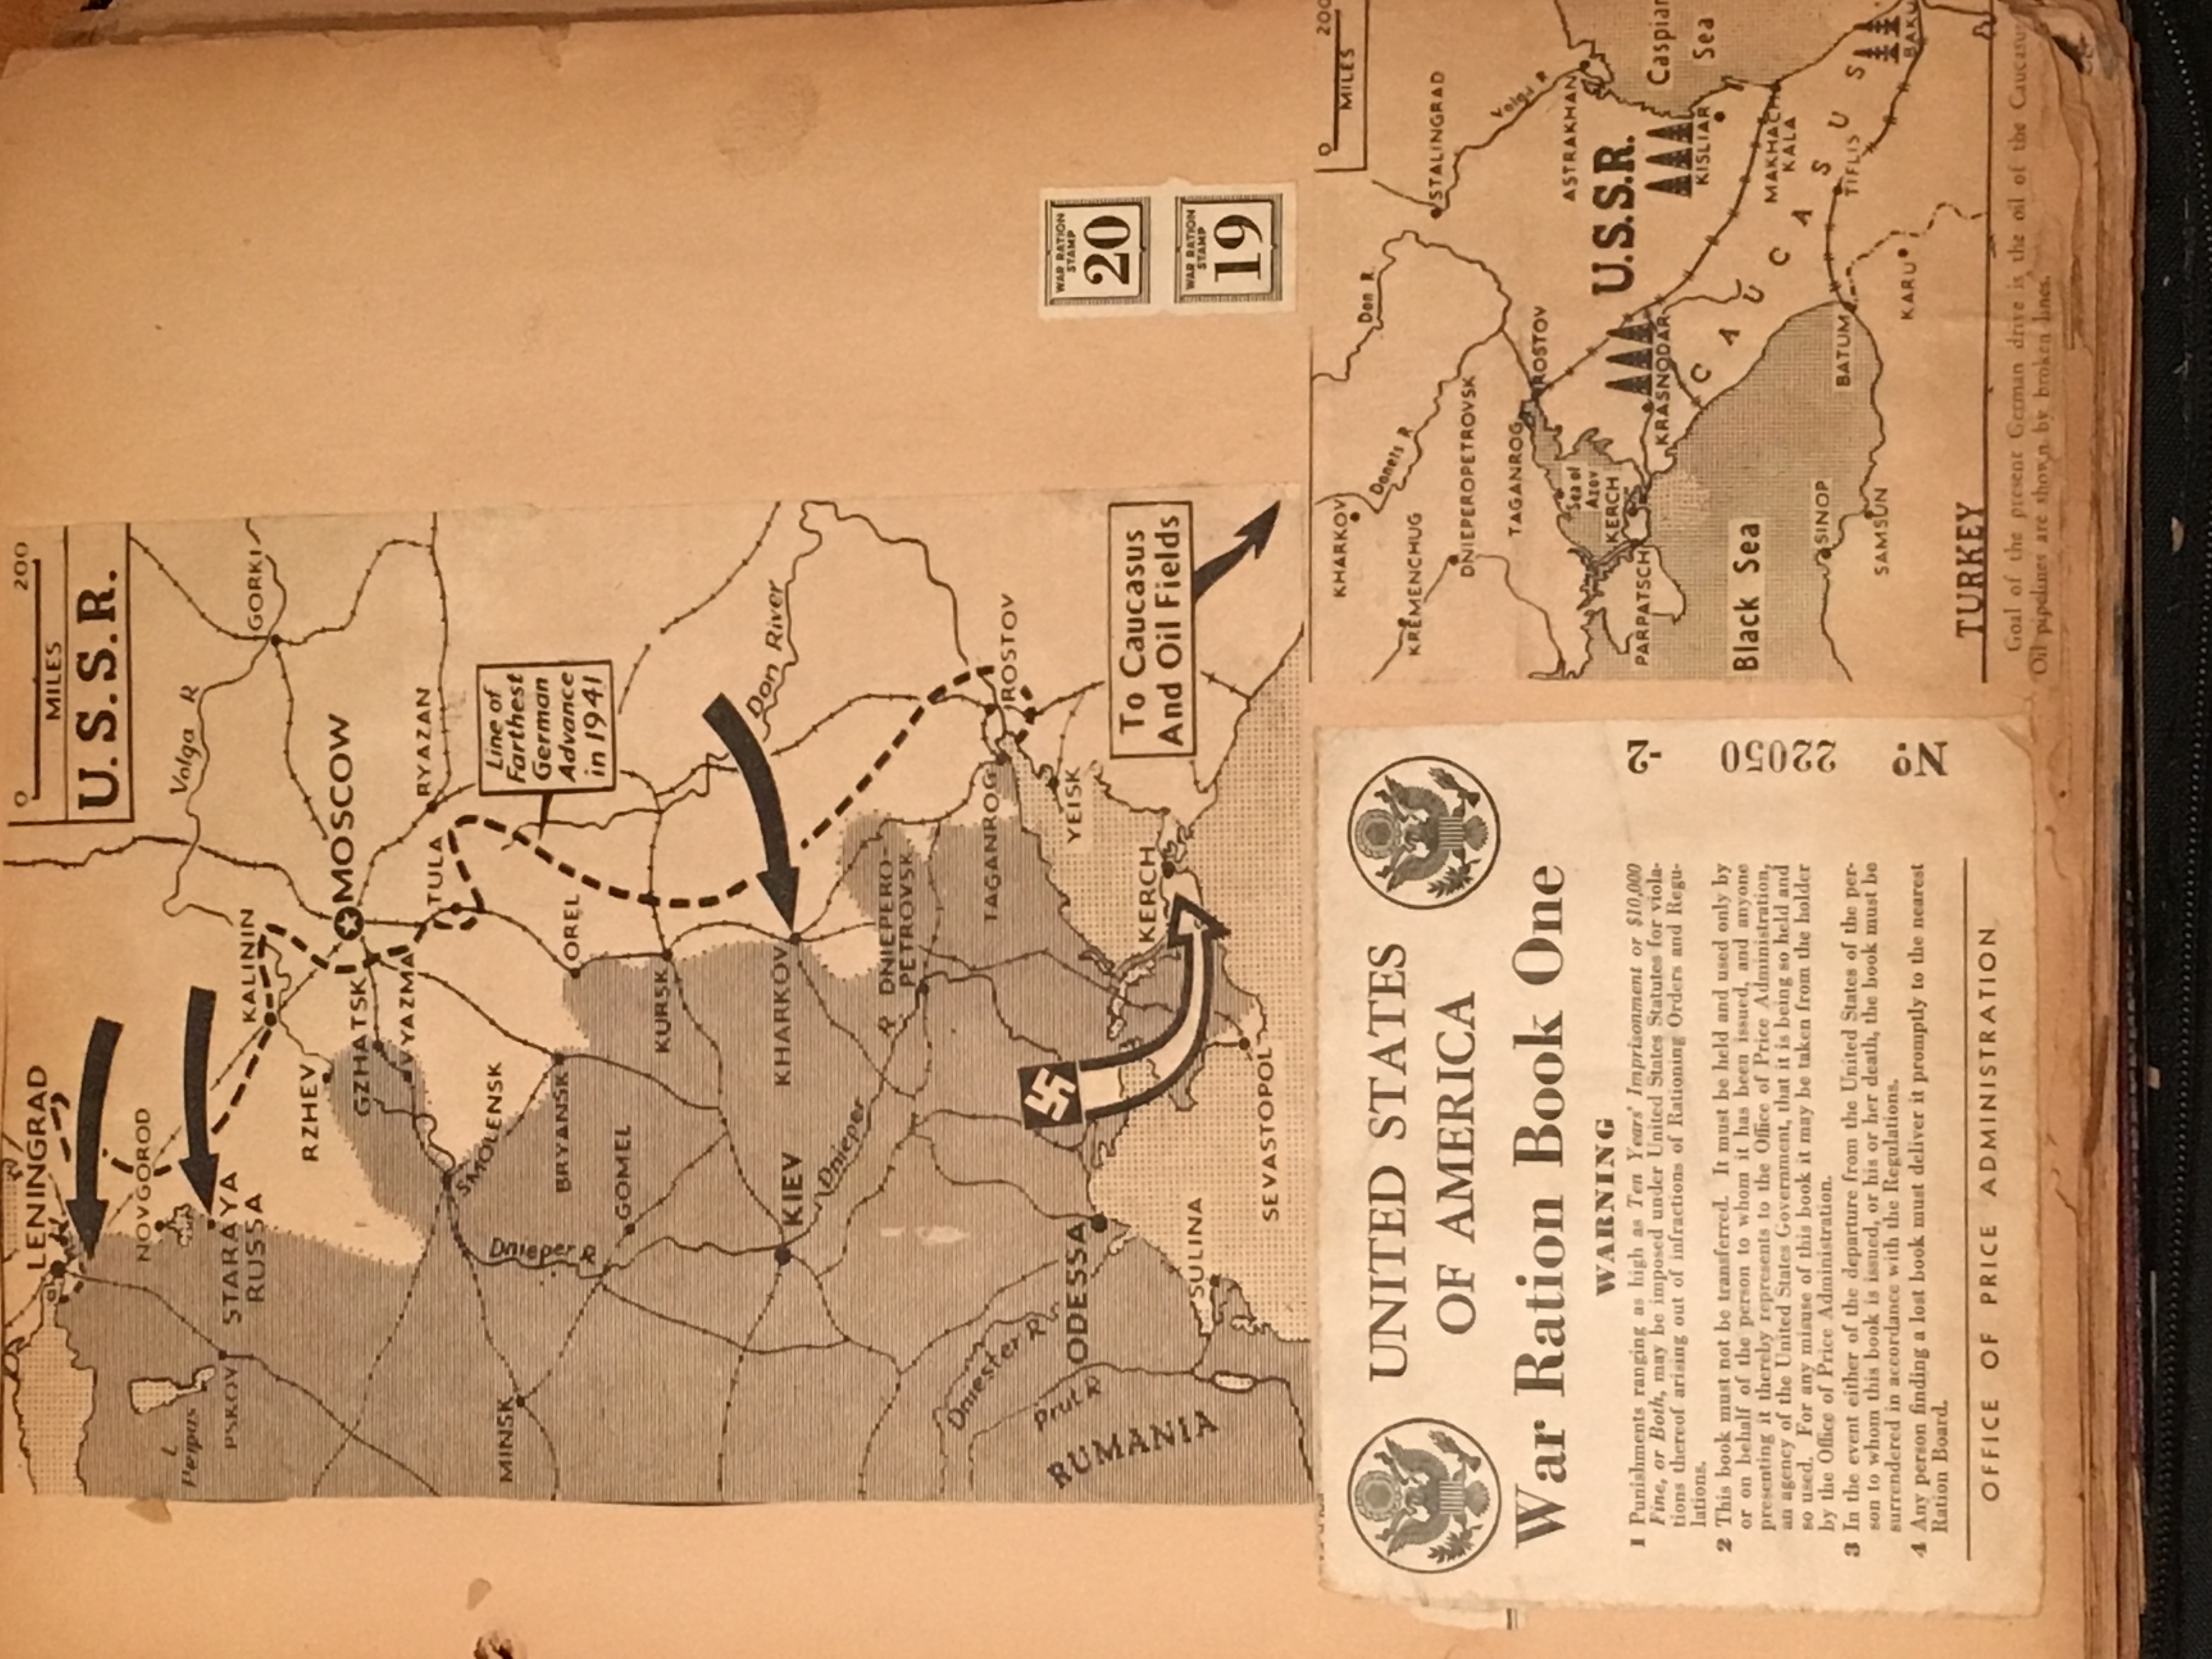 LENINGRAD
0 200
MILES
U.S.S.R.
NOVGOROD
L Peipus
PSKOV
STARAYA
RUSSA
Volga R
KALININ
GORKI
RZHEV
MOSCOW
GZHATSK
VYAZMA
TULA
RYAZAN
SMOLENSK
MINSK
Dnieper R
Line of
Farthest
German
Advance
in 1941
BRYANSK
OREL
GOMEL
KURSK
Don River
KHARKOV
KIEV
Dnieper R
DNIEPERO-
PETROVSK
Dniester R
TAGANROG
ROSTOV
Prut R
RUMANIA
ODESSA
YEISK
KERCH
To Caucasus
And Oil Fields
SULINA
SEVASTOPOL
WAR RATION
STAMP
20
WAR RATION
STAMP
19
UNITED STATES
OF AMERICA
War Ration Book One
WARNING
1 Punishments ranging as high as Ten Years' Imprisonment or $10,000
Fine, or Both, may be imposed under United States Statutes for viola-
tions thereof arising out of infractions of Rationing Orders and Regu-
lations.
2 This book must not be transferred. It must be held and used only by
or on behalf of the person to whom it has been issued, and anyone
presenting it thereby represents to the Office of Price Administration,
an agency of the United States Government, that it is being so held and
so used. For any misuse of this book it may be taken from the holder
by the Office of Price Administration.
3 In the event either of the departure from the United States of the per-
son to whom this book is issued, or his or her death, the book must be
surrendered in accordance with the Regulations.
4 Any person finding a lost book must deliver it promptly to the nearest
Ration Board.
OFFICE OF PRICE ADMINISTRATION
Nº 22050 -2
0 200
MILES
KHARKOV
Don R.
Donets R.
KREMENCHUG
STALINGRAD
DNIEPEROPETROVSK
Volga R.
TAGANROG
ROSTOV
ASTRAKHAN
Sea of
Azov
KERCH
U.S.S.R.
PARPATSCH
KRASNODAR
Caspian
Sea
KISLIAR
CAUCASUS
Black Sea
MAKHACH
KALA
SINOP
BATUM
TIFLIS
SAMSUN
KARU
BAKU
TURKEY
Goal of the present German drive is the oil of the Caucasus
Oil pipelines are shown by broken lines.